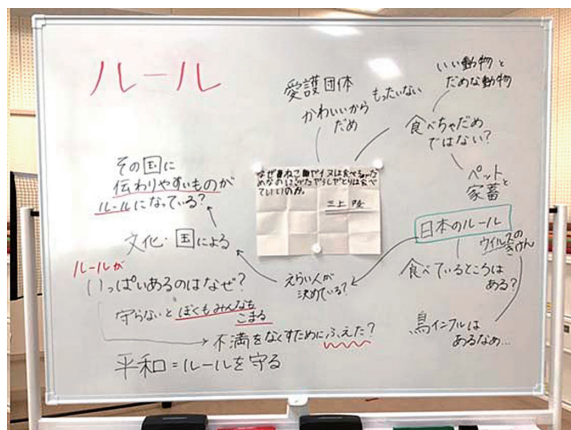 ルール
愛護団体
かわいいから
だめ
もったいない
いい動物と
だめな動物
食べちゃだめ
ではない?
ペットと
家畜
その国に
伝わりやすいものが
ルールになっている?
文化・国による
日本のルール
ウイルスの
きけん
食べているところは
ある?
鳥インフルは
あるなぁ…
えらい人が
決めている?
ルールが
いっぱいあるのはなぜ?
守らないとぼくもみんなも
こまる
不満をなくすためにふえた?
平和=ルールを守る